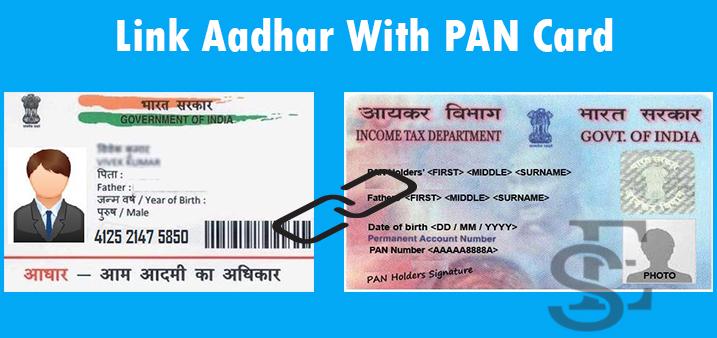 Link Aadhar With PAN Card
भारत सरकार
GOVERNMENT OF INDIA
विवेक कुमार
VIVEK KUMAR
पिता :
Father :
जन्म वर्ष / Year of Birth :
पुरुष / Male
4125 2147 5850
आधार – आम आदमी का अधिकार
आयकर विभाग
INCOME TAX DEPARTMENT
भारत सरकार
GOVT. OF INDIA
PAN Holders' <FIRST> <MIDDLE> <SURNAME>
Fathers <FIRST> <MIDDLE> <SURNAME>
Date of birth <DD / MM / YYYY>
Permanent Account Number
PAN Number <AAAAA8888A>
PAN Holders Signature
PHOTO